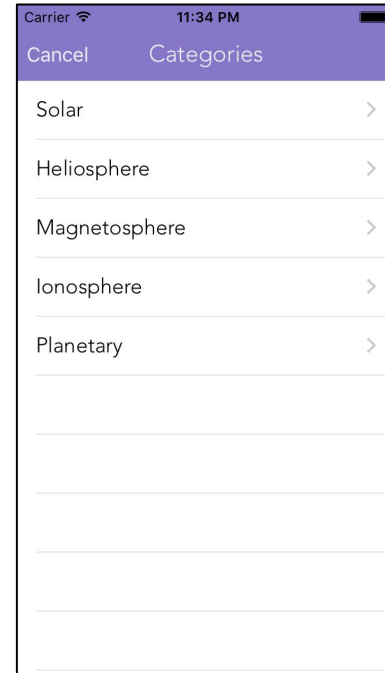 Carrier 11:34 PM
Cancel Categories
Solar
Heliosphere
Magnetosphere
Ionosphere
Planetary